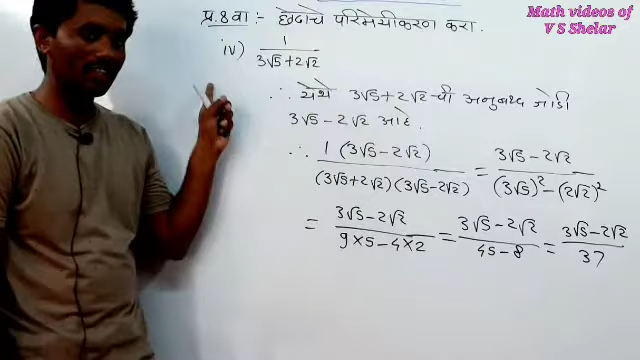 Math videos of
V S Shelar
प्र.8वा :- छेदाचे परिमेयीकरण करा.
iv) 1/(3√5+2√2)
∴ येथे 3√5+2√2 ची अनुबद्ध जोडी
3√5-2√2 आहे.
∴ 1(3√5-2√2)/(3√5+2√2)(3√5-2√2) = (3√5-2√2)/((3√5)²-(2√2)²)
= (3√5-2√2)/(9×5-4×2) = (3√5-2√2)/(45-8) = (3√5-2√2)/37